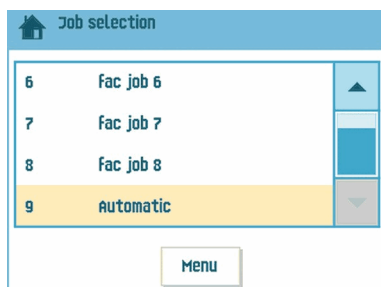 Job selection
6 fac job 6
7 fac job 7
8 fac job 8
9 Automatic
Menu